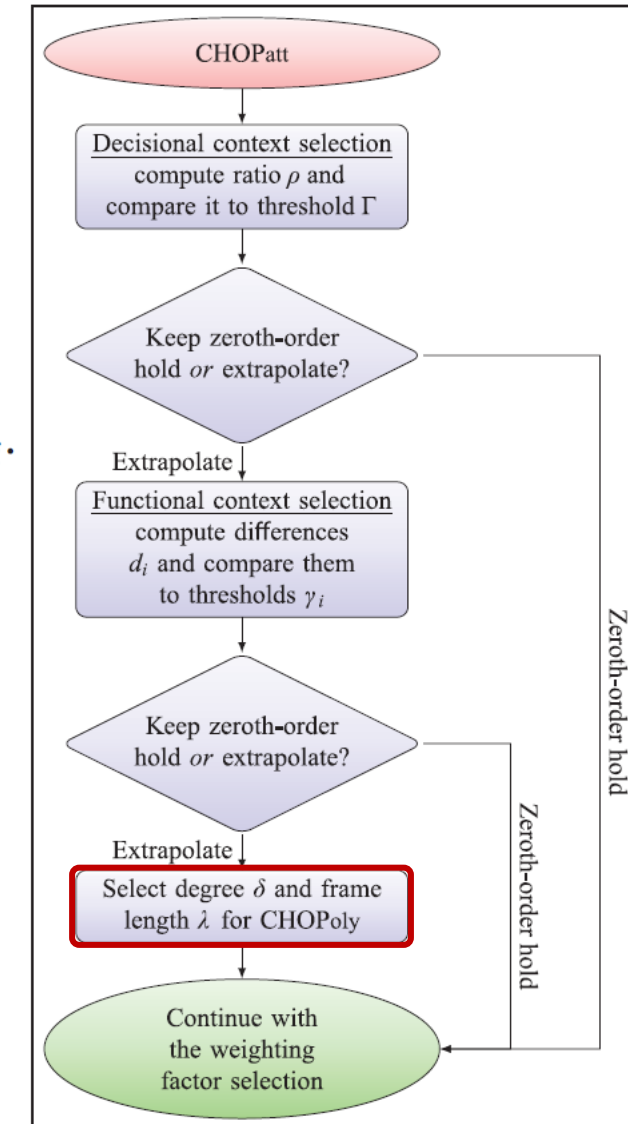 CHOPatt
Decisional context selection
compute ratio ρ and
compare it to threshold Γ
Keep zeroth-order
hold or extrapolate?
Extrapolate
Functional context selection
compute differences
dᵢ and compare them
to thresholds γᵢ
Keep zeroth-order
hold or extrapolate?
Extrapolate
Select degree δ and frame
length λ for CHOPoly
Continue with
the weighting
factor selection
Zeroth-order hold
Zeroth-order hold
.